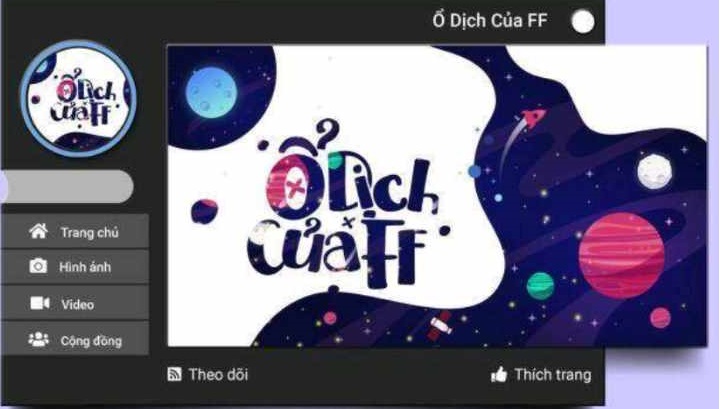 Ổ Dịch Của FF
Ổ Dịch
Của FF
Ổ Dịch
Của FF
Trang chủ
Hình ảnh
Video
Cộng đồng
Theo dõi
Thích trang